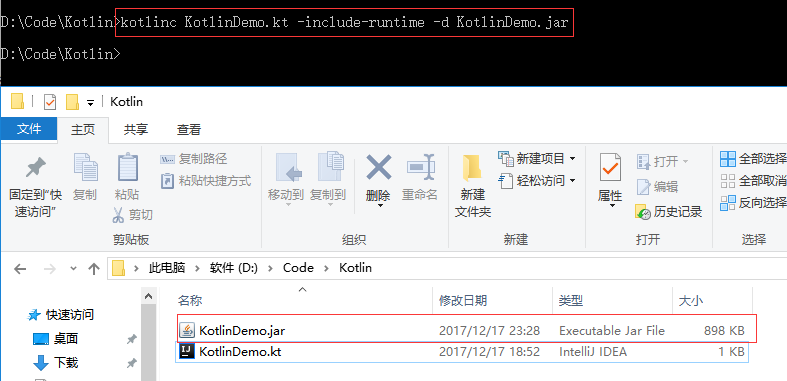 D:\Code\Kotlin>kotlinc KotlinDemo.kt -include-runtime -d KotlinDemo.jar
D:\Code\Kotlin>
Kotlin
文件 主页 共享 查看
固定到"快速访问" 复制 粘贴 复制路径 粘贴快捷方式 剪切 移动到 复制到 删除 重命名 新建文件夹 新建项目 轻松访问 属性 打开 编辑 历史记录 全部选择 全部取消 反向选择
剪贴板 组织 新建 打开 选择
此电脑 软件 (D:) Code Kotlin
名称 修改日期 类型 大小
快速访问
KotlinDemo.jar 2017/12/17 23:28 Executable Jar File 898 KB
桌面
KotlinDemo.kt 2017/12/17 18:52 IntelliJ IDEA 1 KB
下载